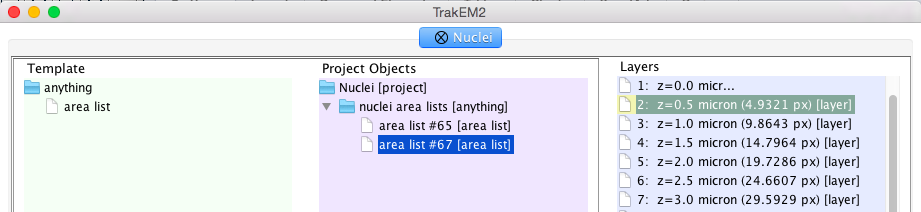 TrakEM2
Nuclei
Template
anything
area list
Project Objects
Nuclei [project]
nuclei area lists [anything]
area list #65 [area list]
area list #67 [area list]
Layers
1: z=0.0 micr...
2: z=0.5 micron (4.9321 px) [layer]
3: z=1.0 micron (9.8643 px) [layer]
4: z=1.5 micron (14.7964 px) [layer]
5: z=2.0 micron (19.7286 px) [layer]
6: z=2.5 micron (24.6607 px) [layer]
7: z=3.0 micron (29.5929 px) [layer]